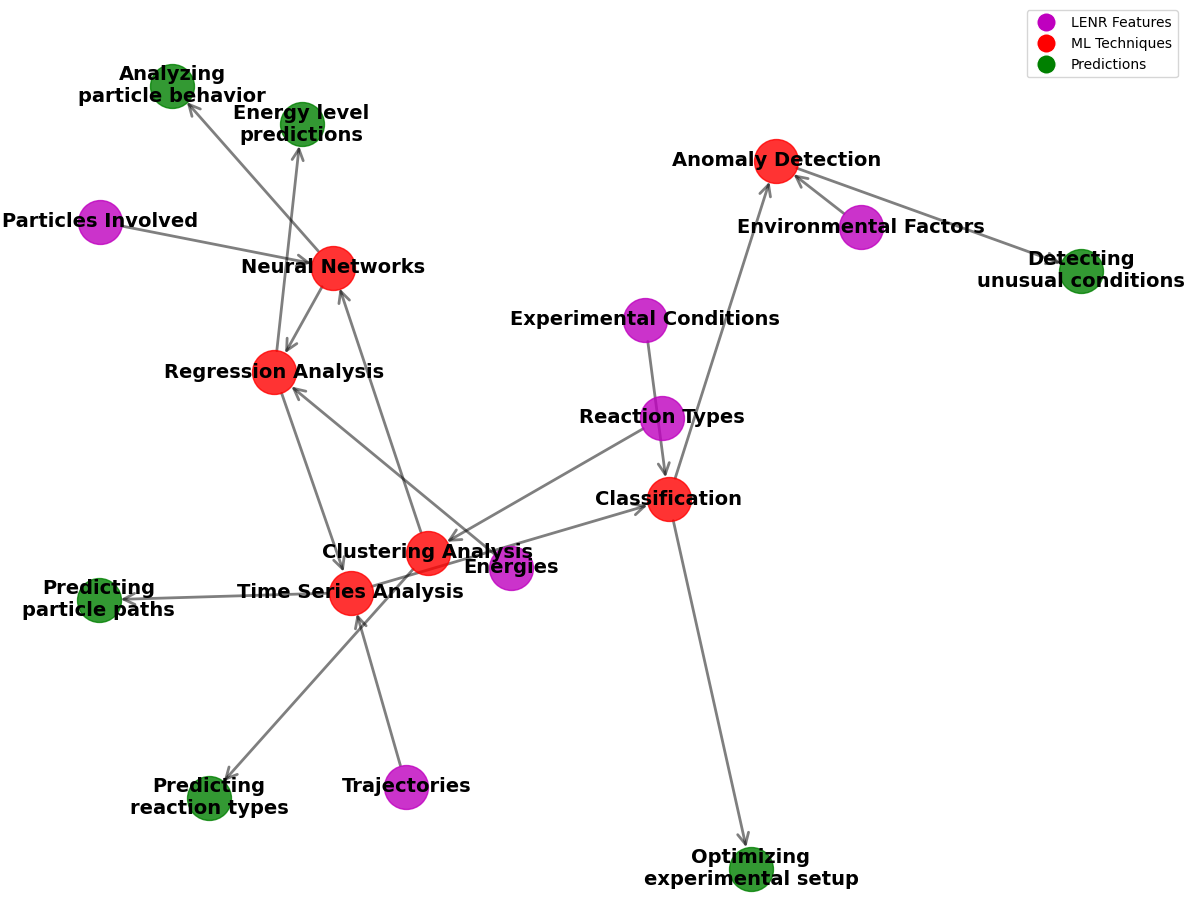 LENR Features
ML Techniques
Predictions
Analyzing
particle behavior
Energy level
predictions
Anomaly Detection
Particles Involved
Environmental Factors
Neural Networks
Detecting
unusual conditions
Experimental Conditions
Regression Analysis
Reaction Types
Classification
Clustering Analysis
Energies
Time Series Analysis
Predicting
particle paths
Predicting
reaction types
Trajectories
Optimizing
experimental setup